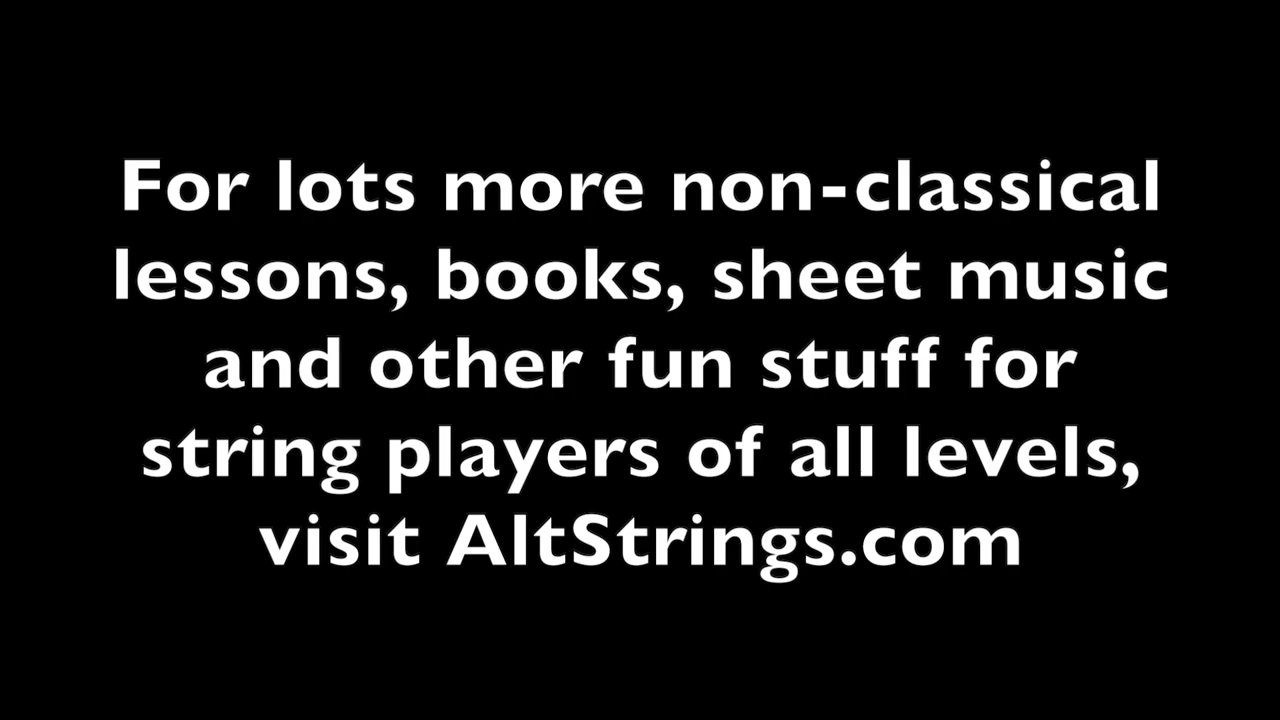 For lots more non-classical
lessons, books, sheet music
and other fun stuff for
string players of all levels,
visit AltStrings.com